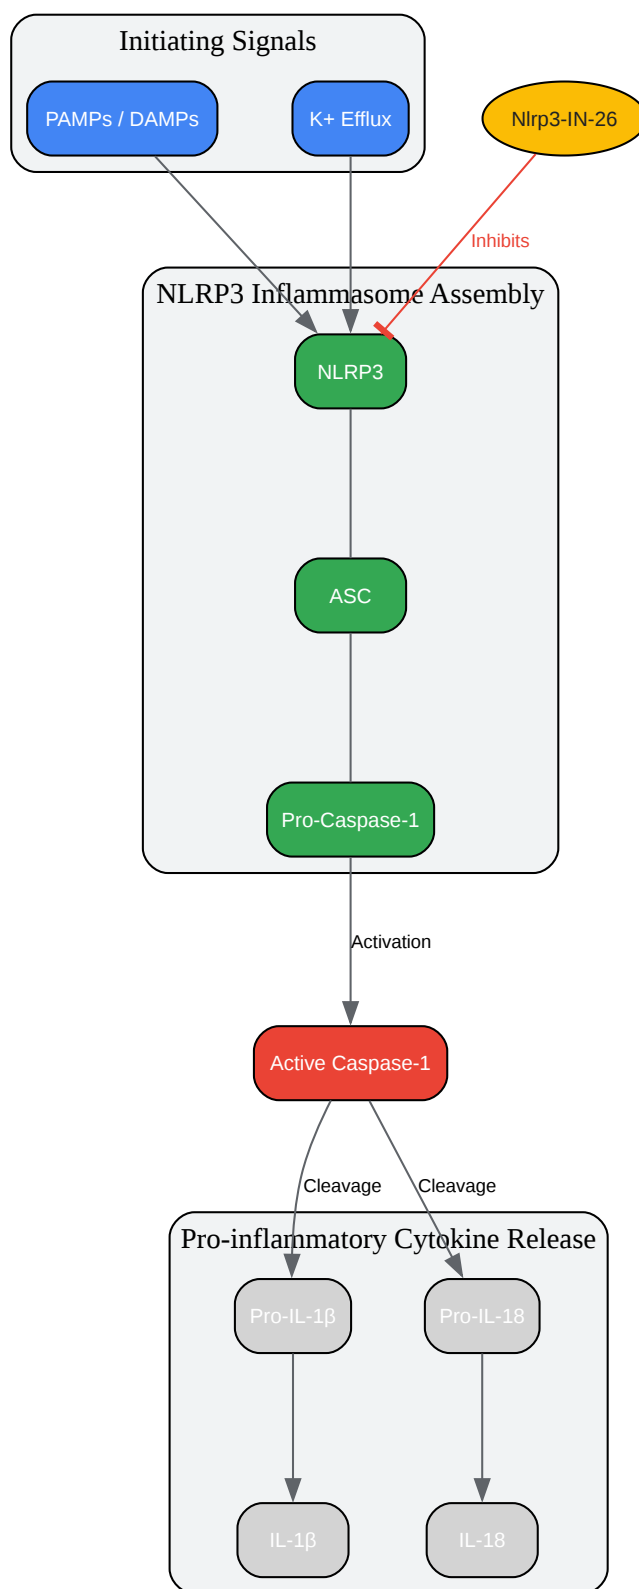 Initiating Signals
PAMPs / DAMPs
K+ Efflux
Nlrp3-IN-26
Inhibits
NLRP3 Inflammasome Assembly
NLRP3
ASC
Pro-Caspase-1
Activation
Active Caspase-1
Cleavage
Cleavage
Pro-inflammatory Cytokine Release
Pro-IL-1β
Pro-IL-18
IL-1β
IL-18